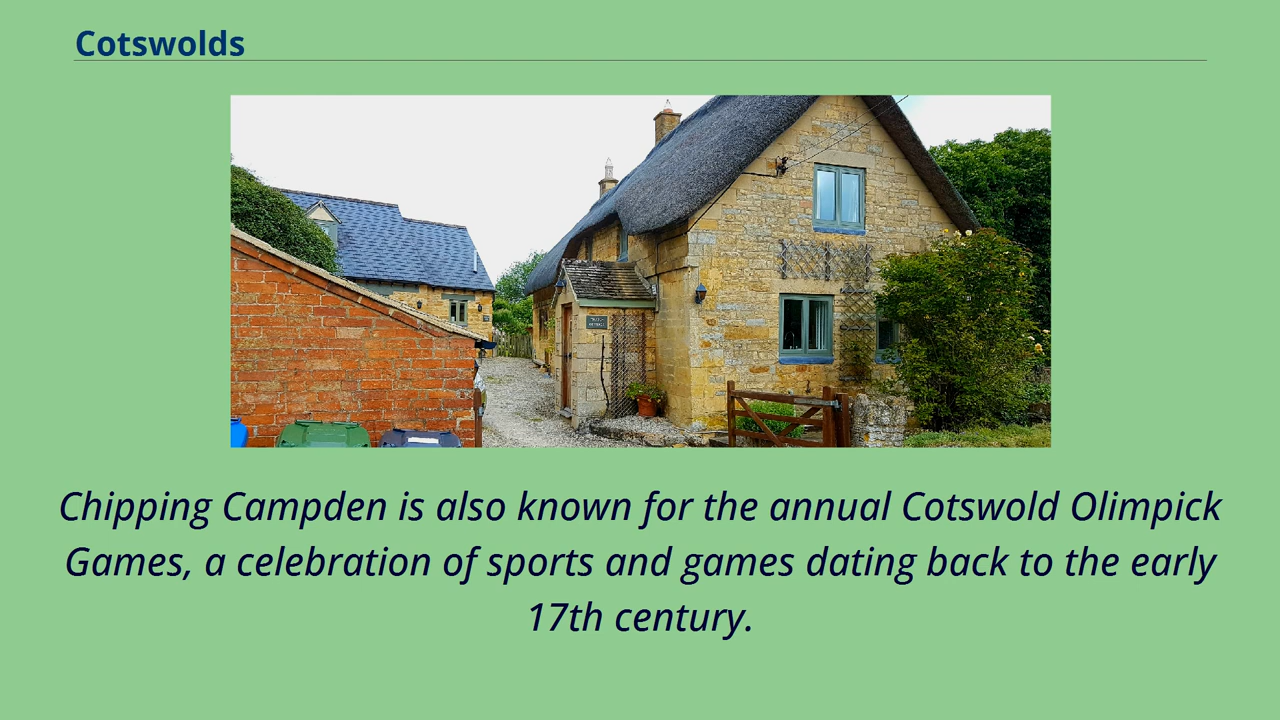 Cotswolds
Chipping Campden is also known for the annual Cotswold Olimpick
Games, a celebration of sports and games dating back to the early
17th century.